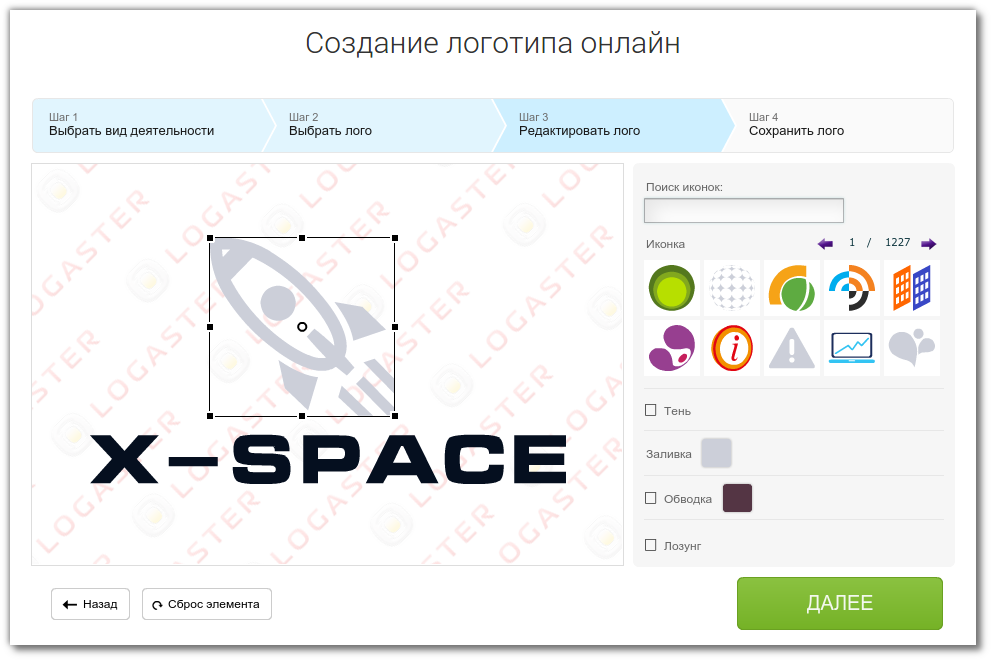 Создание логотипа онлайн
Шаг 1
Выбрать вид деятельности
Шаг 2
Выбрать лого
Шаг 3
Редактировать лого
Шаг 4
Сохранить лого
LOGASTER
LOGASTER
LOGASTER
LOGASTER
LOGASTER
LOGASTER
X-SPACE
Поиск иконок:
Иконка
1 / 1227
i
Тень
Заливка
Обводка
Лозунг
Назад
Сброс элемента
ДАЛЕЕ